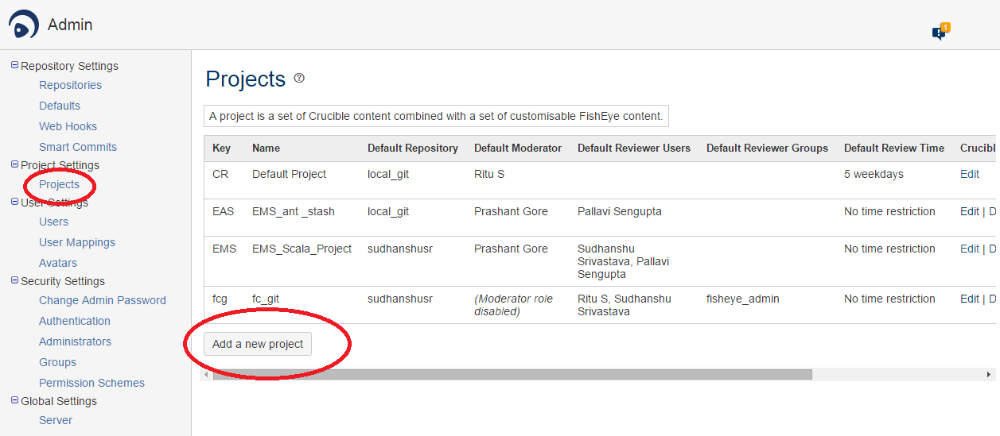 Admin
1
Repository Settings
Repositories
Defaults
Web Hooks
Smart Commits
Project Settings
Projects
User Settings
Users
User Mappings
Avatars
Security Settings
Change Admin Password
Authentication
Administrators
Groups
Permission Schemes
Global Settings
Server
Projects ?
A project is a set of Crucible content combined with a set of customisable FishEye content.
Key Name Default Repository Default Moderator Default Reviewer Users Default Reviewer Groups Default Review Time Crucibl
CR Default Project local_git Ritu S 5 weekdays Edit
EAS EMS_ant _stash local_git Prashant Gore Pallavi Sengupta No time restriction Edit | D
EMS EMS_Scala_Project sudhanshusr Prashant Gore Sudhanshu No time restriction Edit | D
Srivastava, Pallavi
Sengupta
fcg fc_git sudhanshusr (Moderator role Ritu S, Sudhanshu fisheye_admin No time restriction Edit | D
disabled) Srivastava
Add a new project